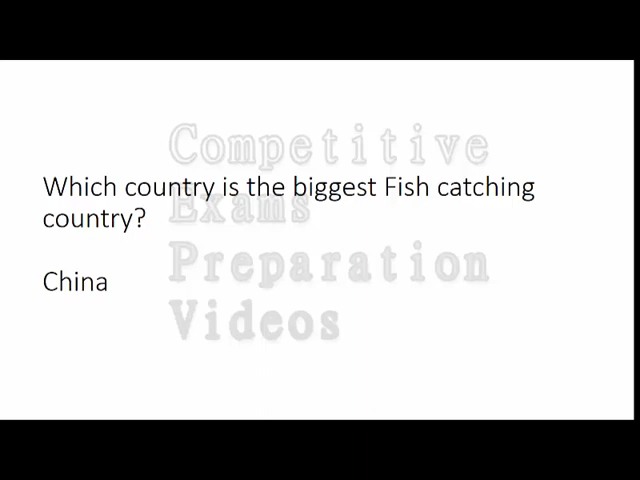 Competitive
Which country is the biggest Fish catching
Exams
country?
Preparation
China
Videos